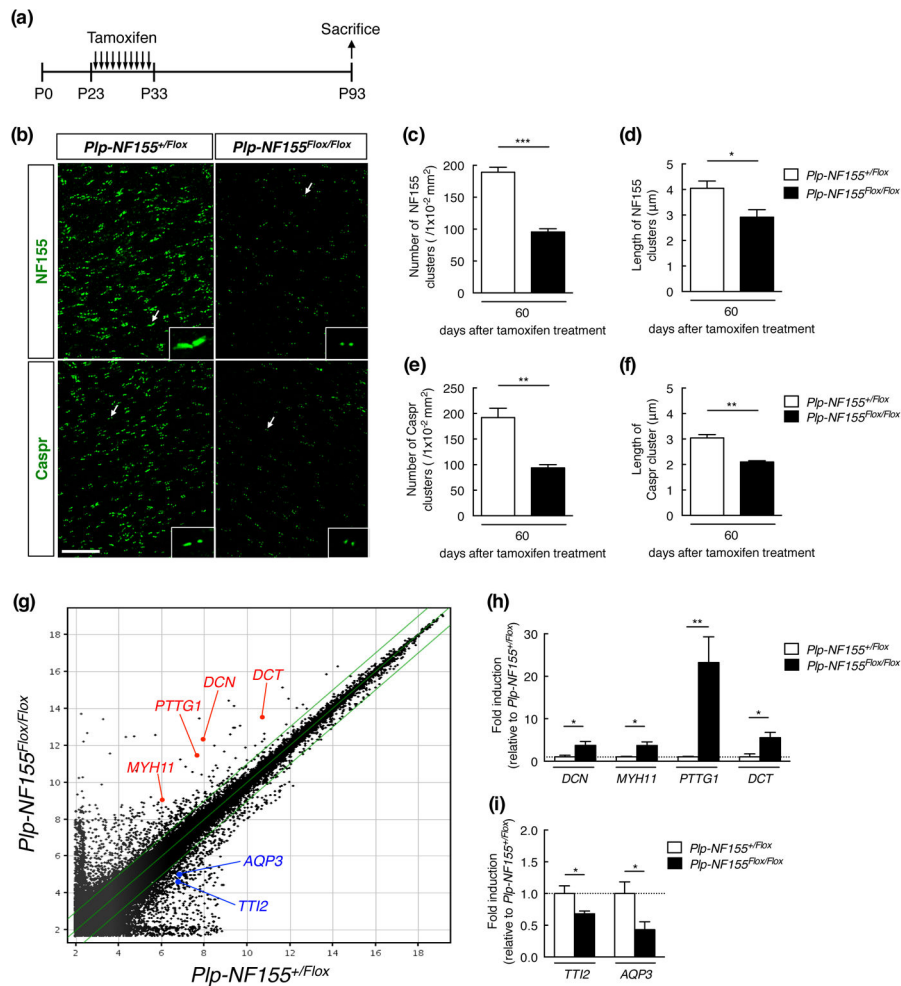 (a)
Tamoxifen
Sacrifice
P0 P23 P33 P93
(b)
Plp-NF155+/Flox Plp-NF155Flox/Flox
NF155
Caspr
(c)
***
Number of NF155
clusters ( /1x10-2 mm2)
200
150
100
50
0
60
days after tamoxifen treatment
(d)
*
Length of NF155
clusters (µm)
5
4
3
2
1
0
60
days after tamoxifen treatment
Plp-NF155+/Flox
Plp-NF155Flox/Flox
(e)
**
Number of Caspr
clusters ( /1x10-2 mm2)
250
200
150
100
50
0
60
days after tamoxifen treatment
(f)
**
Length of
Caspr cluster (µm)
4
3
2
1
0
60
days after tamoxifen treatment
Plp-NF155+/Flox
Plp-NF155Flox/Flox
(g)
Plp-NF155Flox/Flox
18
16
14
12
10
8
6
4
2
DCN
DCT
PTTG1
MYH11
AQP3
TTI2
2 4 6 8 10 12 14 16 18
Plp-NF155+/Flox
(h)
Fold induction
(relative to Plp-NF155+/Flox)
30
20
10
0
* * ** *
DCN MYH11 PTTG1 DCT
Plp-NF155+/Flox
Plp-NF155Flox/Flox
(i)
Fold induction
(relative to Plp-NF155+/Flox)
2.0
1.5
1.0
0.5
0.0
* *
TTI2 AQP3
Plp-NF155+/Flox
Plp-NF155Flox/Flox